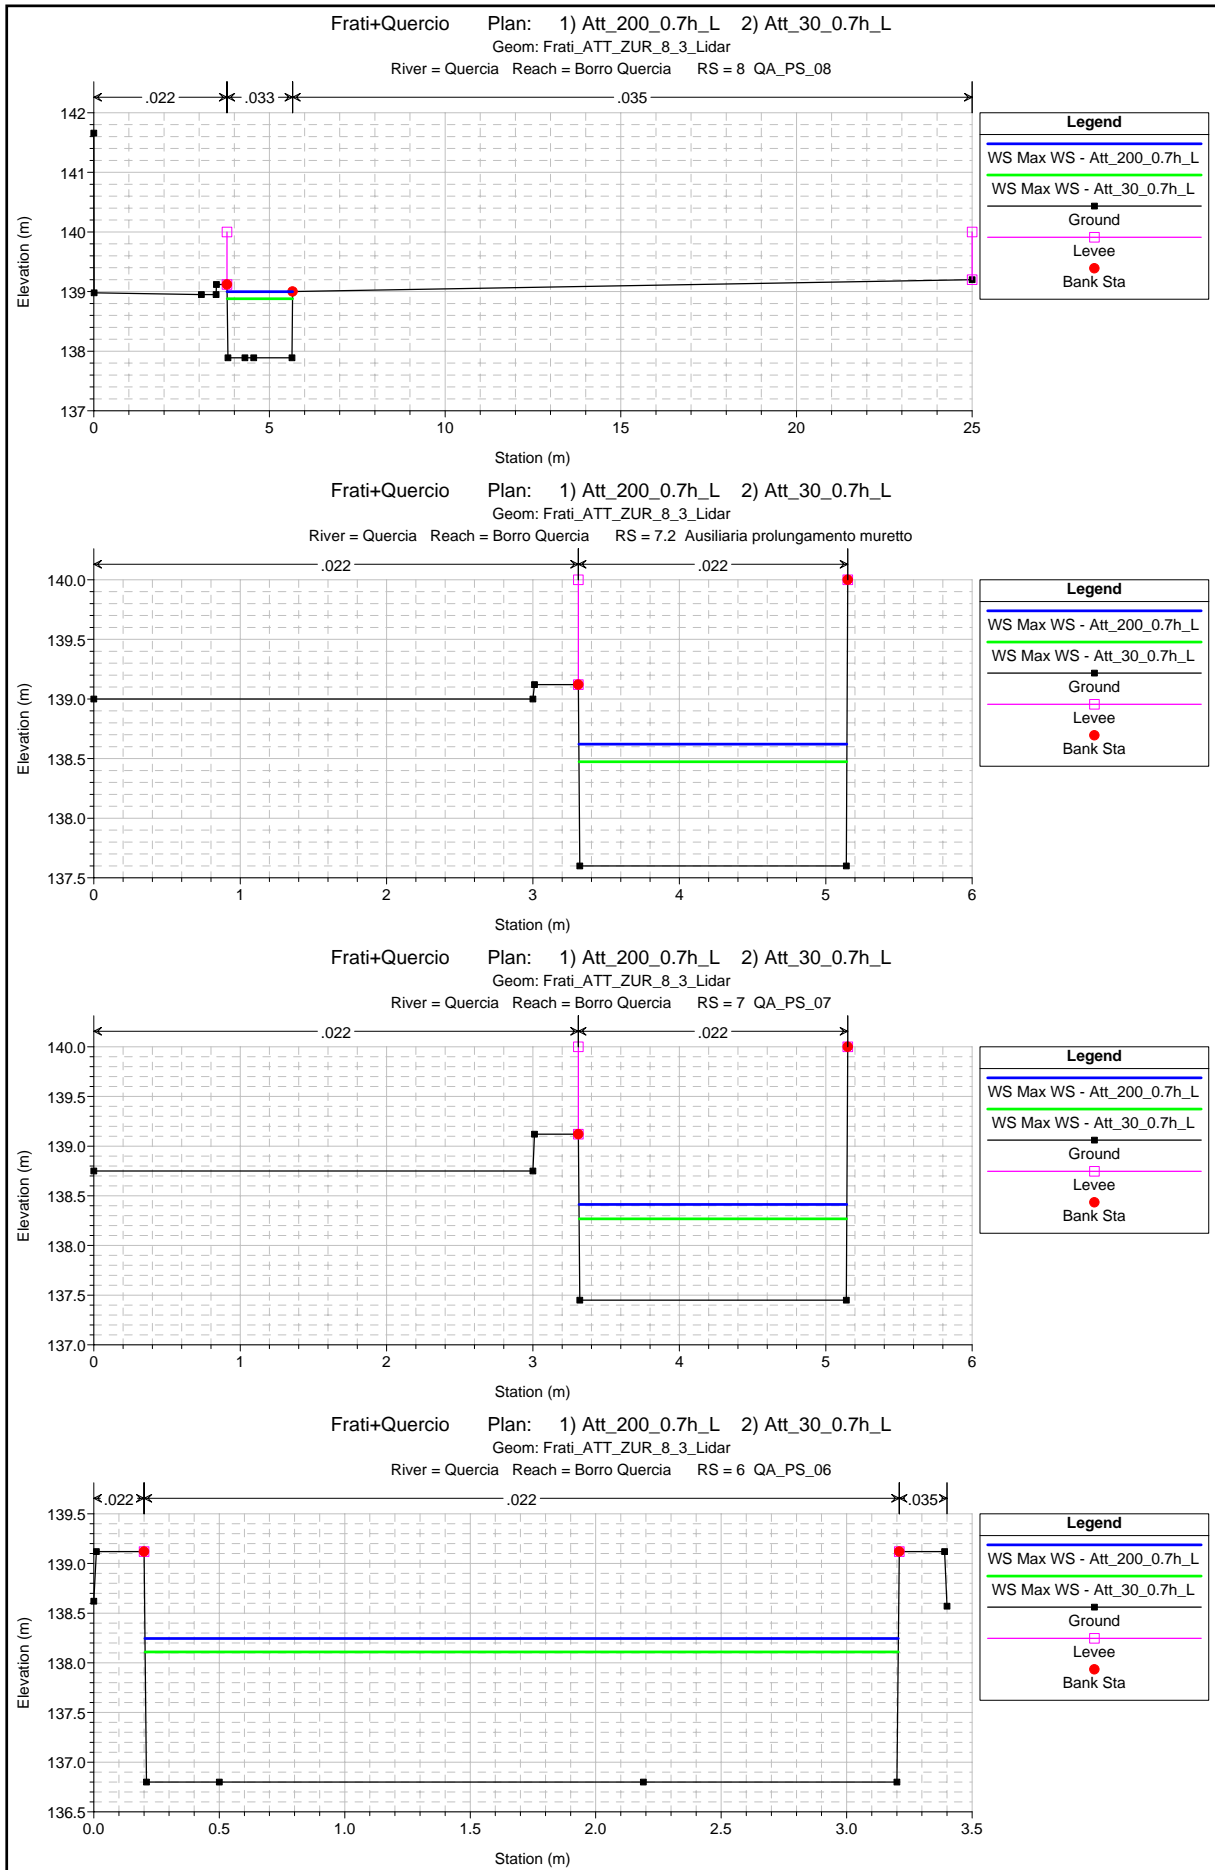 Frati+Quercio Plan: 1) Att_200_0.7h_L 2) Att_30_0.7h_L
Geom: Frati_ATT_ZUR_8_3_Lidar
River = Quercia Reach = Borro Quercia RS = 8 QA_PS_08
.022 .033 .035
142
141
140
139
138
137
Elevation (m)
0 5 10 15 20 25
Station (m)
Legend
WS Max WS - Att_200_0.7h_L
WS Max WS - Att_30_0.7h_L
Ground
Levee
Bank Sta
Frati+Quercio Plan: 1) Att_200_0.7h_L 2) Att_30_0.7h_L
Geom: Frati_ATT_ZUR_8_3_Lidar
River = Quercia Reach = Borro Quercia RS = 7.2 Ausiliaria prolungamento muretto
.022 .022
140.0
139.5
139.0
138.5
138.0
137.5
Elevation (m)
0 1 2 3 4 5 6
Station (m)
Legend
WS Max WS - Att_200_0.7h_L
WS Max WS - Att_30_0.7h_L
Ground
Levee
Bank Sta
Frati+Quercio Plan: 1) Att_200_0.7h_L 2) Att_30_0.7h_L
Geom: Frati_ATT_ZUR_8_3_Lidar
River = Quercia Reach = Borro Quercia RS = 7 QA_PS_07
.022 .022
140.0
139.5
139.0
138.5
138.0
137.5
137.0
Elevation (m)
0 1 2 3 4 5 6
Station (m)
Legend
WS Max WS - Att_200_0.7h_L
WS Max WS - Att_30_0.7h_L
Ground
Levee
Bank Sta
Frati+Quercio Plan: 1) Att_200_0.7h_L 2) Att_30_0.7h_L
Geom: Frati_ATT_ZUR_8_3_Lidar
River = Quercia Reach = Borro Quercia RS = 6 QA_PS_06
.022 .022 .035
139.5
139.0
138.5
138.0
137.5
137.0
136.5
Elevation (m)
0.0 0.5 1.0 1.5 2.0 2.5 3.0 3.5
Station (m)
Legend
WS Max WS - Att_200_0.7h_L
WS Max WS - Att_30_0.7h_L
Ground
Levee
Bank Sta